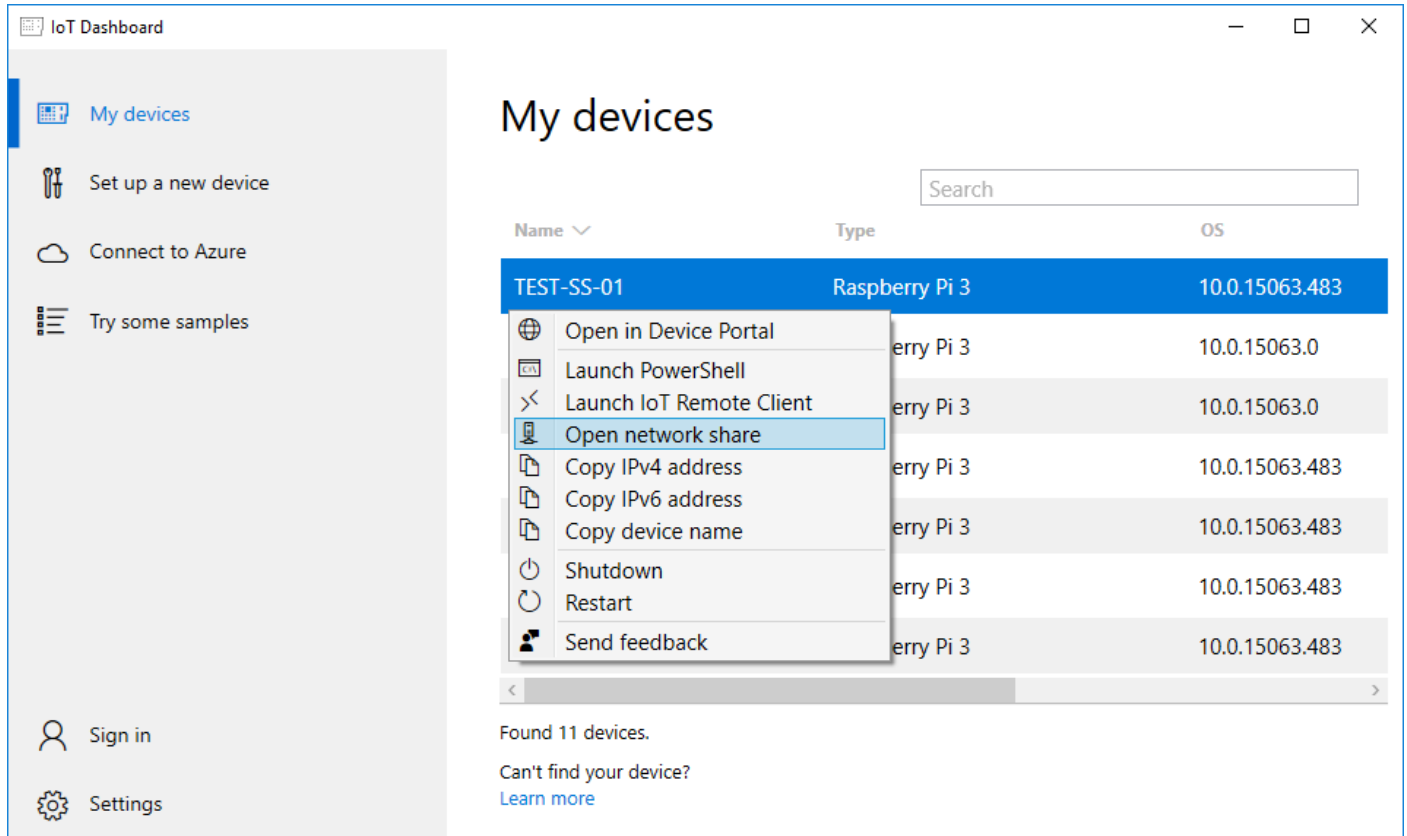 IoT Dashboard
My devices
Set up a new device
Connect to Azure
Try some samples
Sign in
Settings
My devices
Search
Name Type OS
TEST-SS-01 Raspberry Pi 3 10.0.15063.483
erry Pi 3 10.0.15063.0
erry Pi 3 10.0.15063.0
erry Pi 3 10.0.15063.483
erry Pi 3 10.0.15063.483
erry Pi 3 10.0.15063.483
erry Pi 3 10.0.15063.483
Open in Device Portal
Launch PowerShell
Launch IoT Remote Client
Open network share
Copy IPv4 address
Copy IPv6 address
Copy device name
Shutdown
Restart
Send feedback
Found 11 devices.
Can't find your device?
Learn more